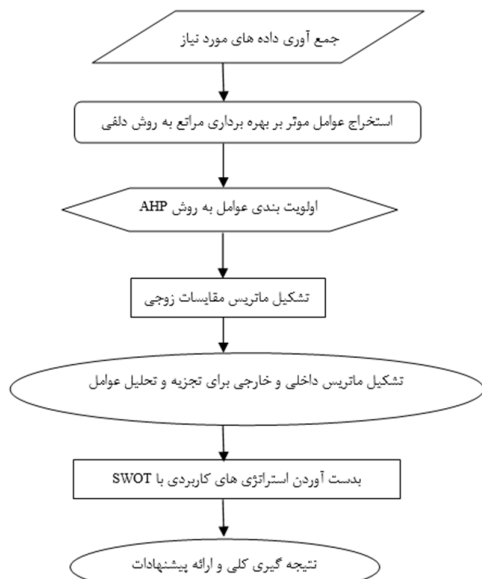 جمع آوری داده های مورد نیاز
استخراج عوامل موثر بر بهره برداری مراتع به روش دلفی
اولویت بندی عوامل به روش AHP
تشکیل ماتریس مقایسات زوجی
تشکیل ماتریس داخلی و خارجی برای تجزیه و تحلیل عوامل
بدست آوردن استراتژی های کاربردی با SWOT
نتیجه گیری کلی و ارائه پیشنهادات